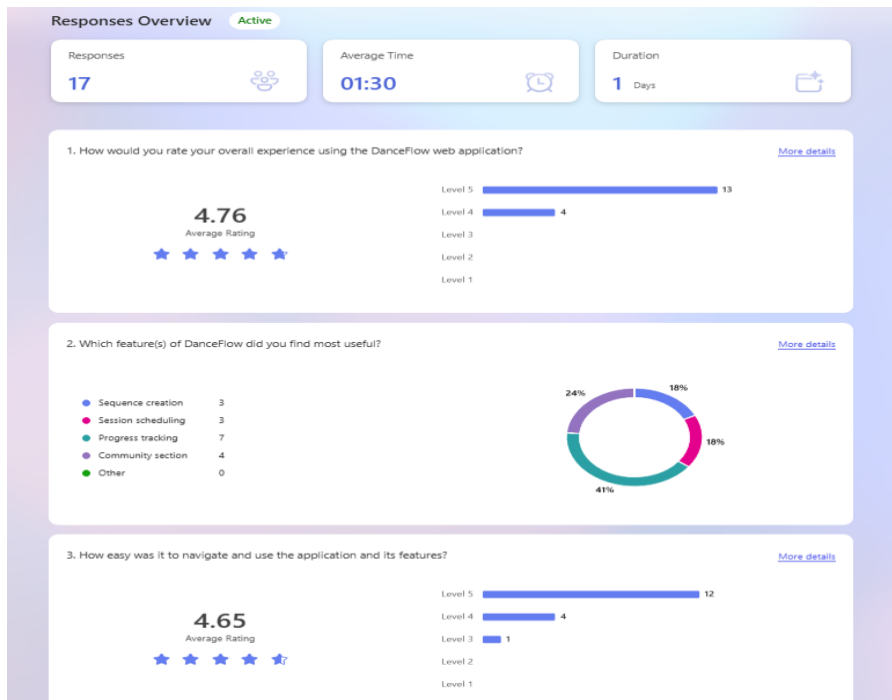 Responses Overview Active
Responses
17
Average Time
01:30
Duration
1 Days
1. How would you rate your overall experience using the DanceFlow web application?
More details
4.76
Average Rating
Level 5 13
Level 4 4
Level 3
Level 2
Level 1
2. Which feature(s) of DanceFlow did you find most useful?
More details
Sequence creation 3
Session scheduling 3
Progress tracking 7
Community section 4
Other 0
24%
18%
18%
41%
3. How easy was it to navigate and use the application and its features?
More details
4.65
Average Rating
Level 5 12
Level 4 4
Level 3 1
Level 2
Level 1